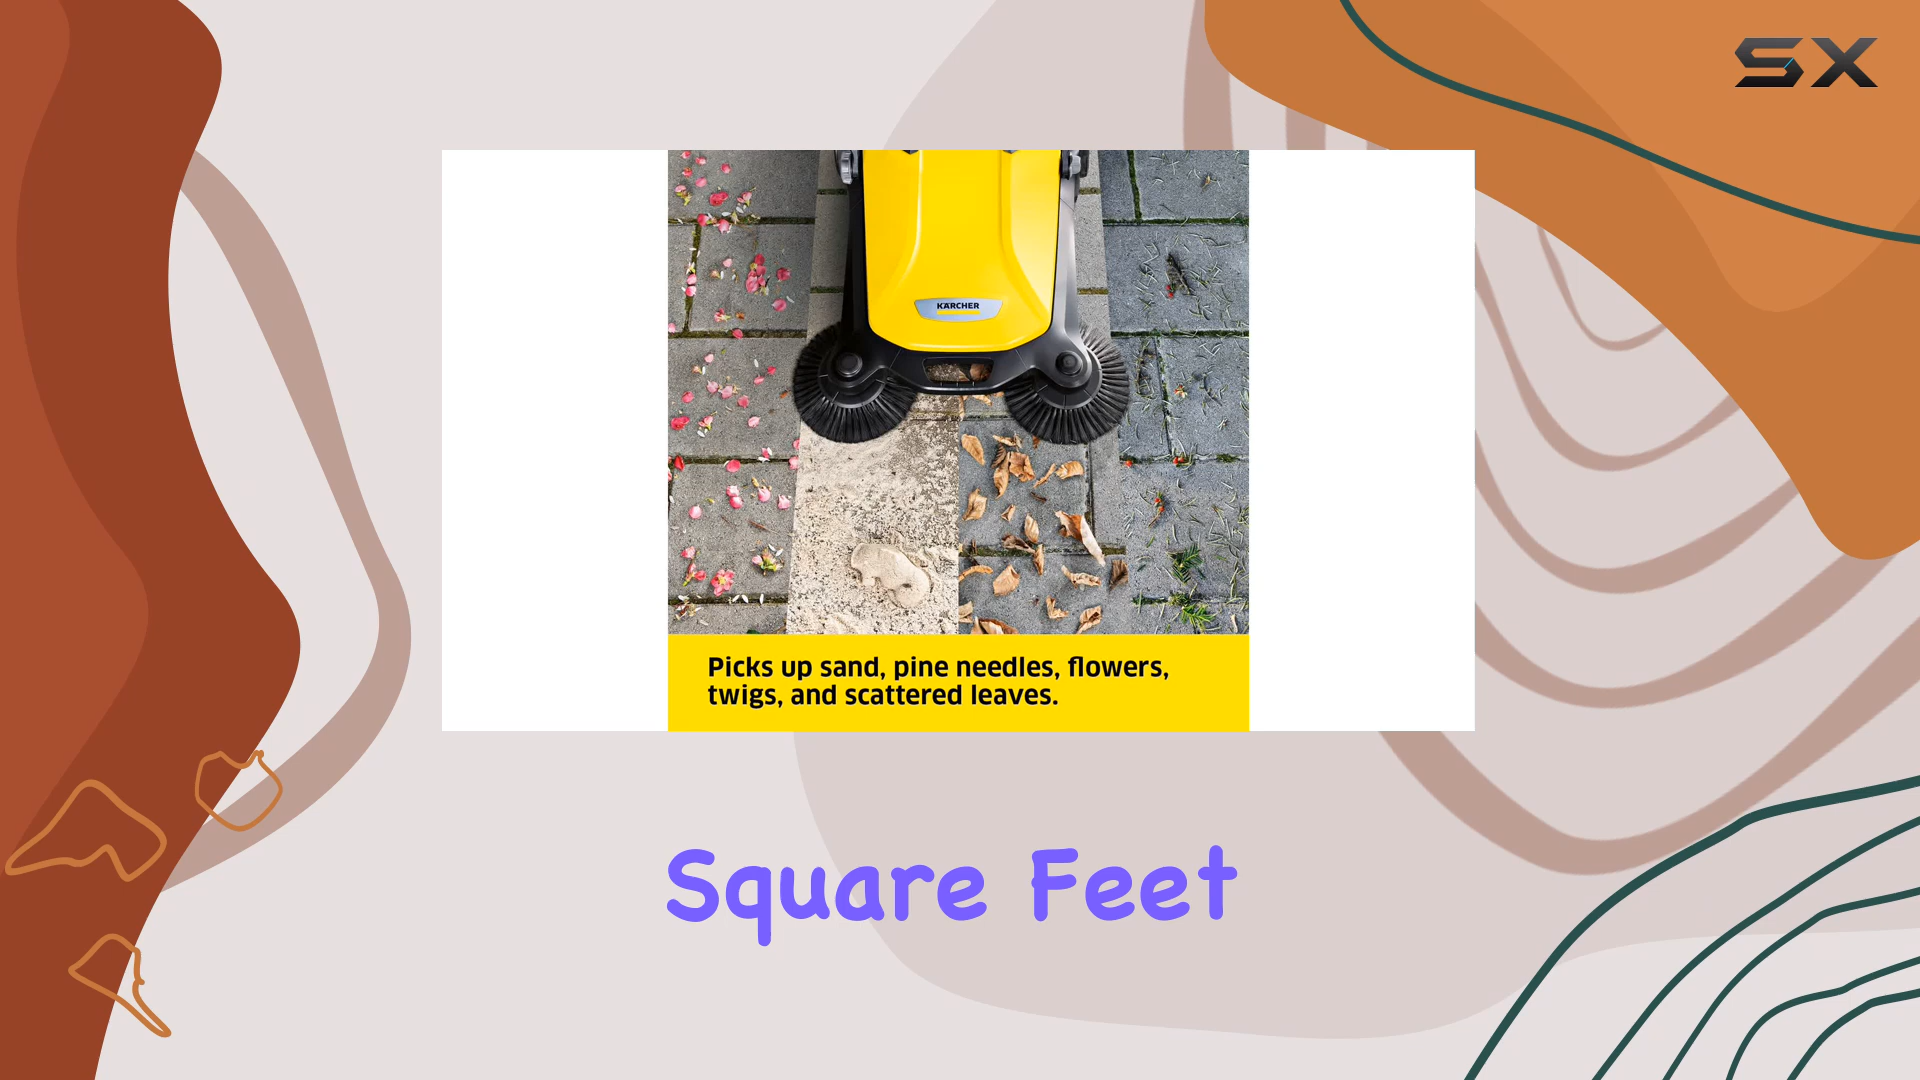 SX
KÄRCHER
Picks up sand, pine needles, flowers,
twigs, and scattered leaves.
Square Feet